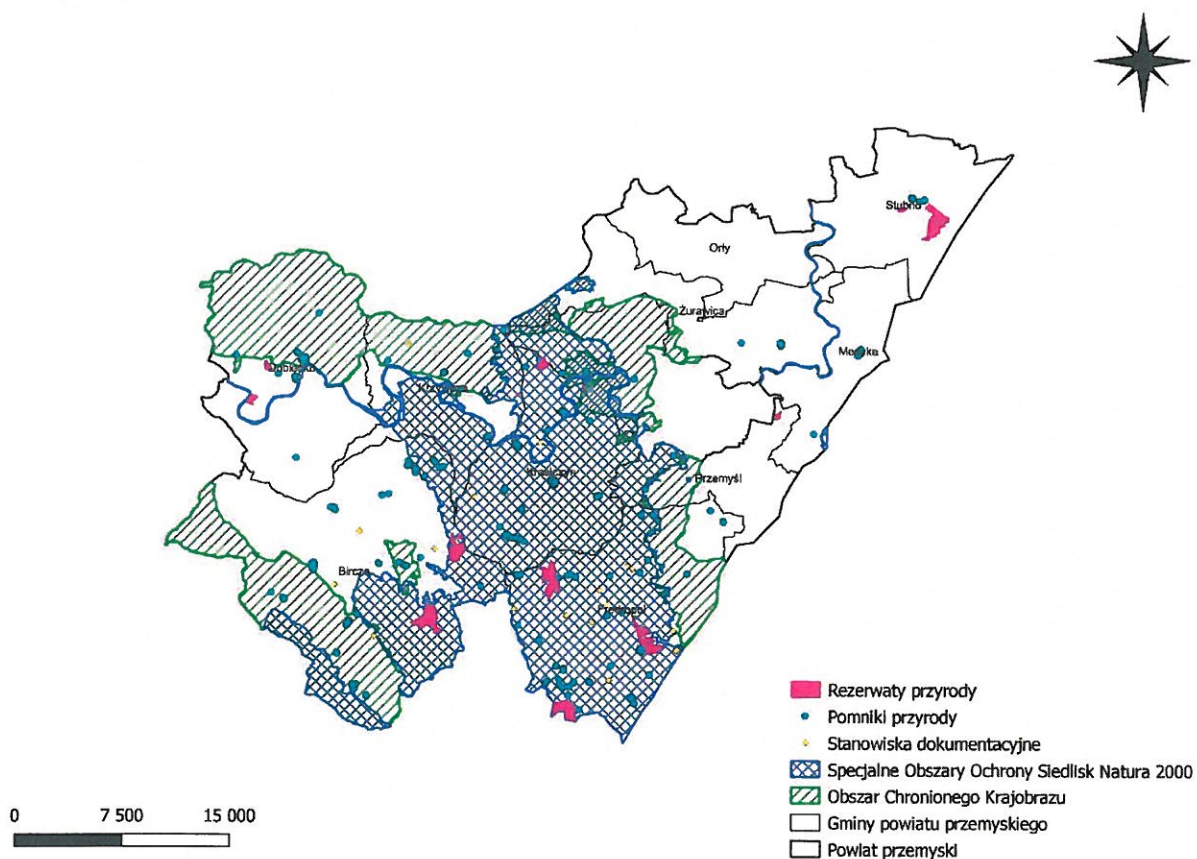 Stubno
Orły
Żurawica
Medyka
Dubiecko
Krzywcza
Krasiczyn
Przemyśl
Bircza
Fredropol
Rezerwaty przyrody
Pomniki przyrody
Stanowiska dokumentacyjne
Specjalne Obszary Ochrony Siedlisk Natura 2000
Obszar Chronionego Krajobrazu
Gminy powiatu przemyskiego
Powiat przemyski
0 7 500 15 000